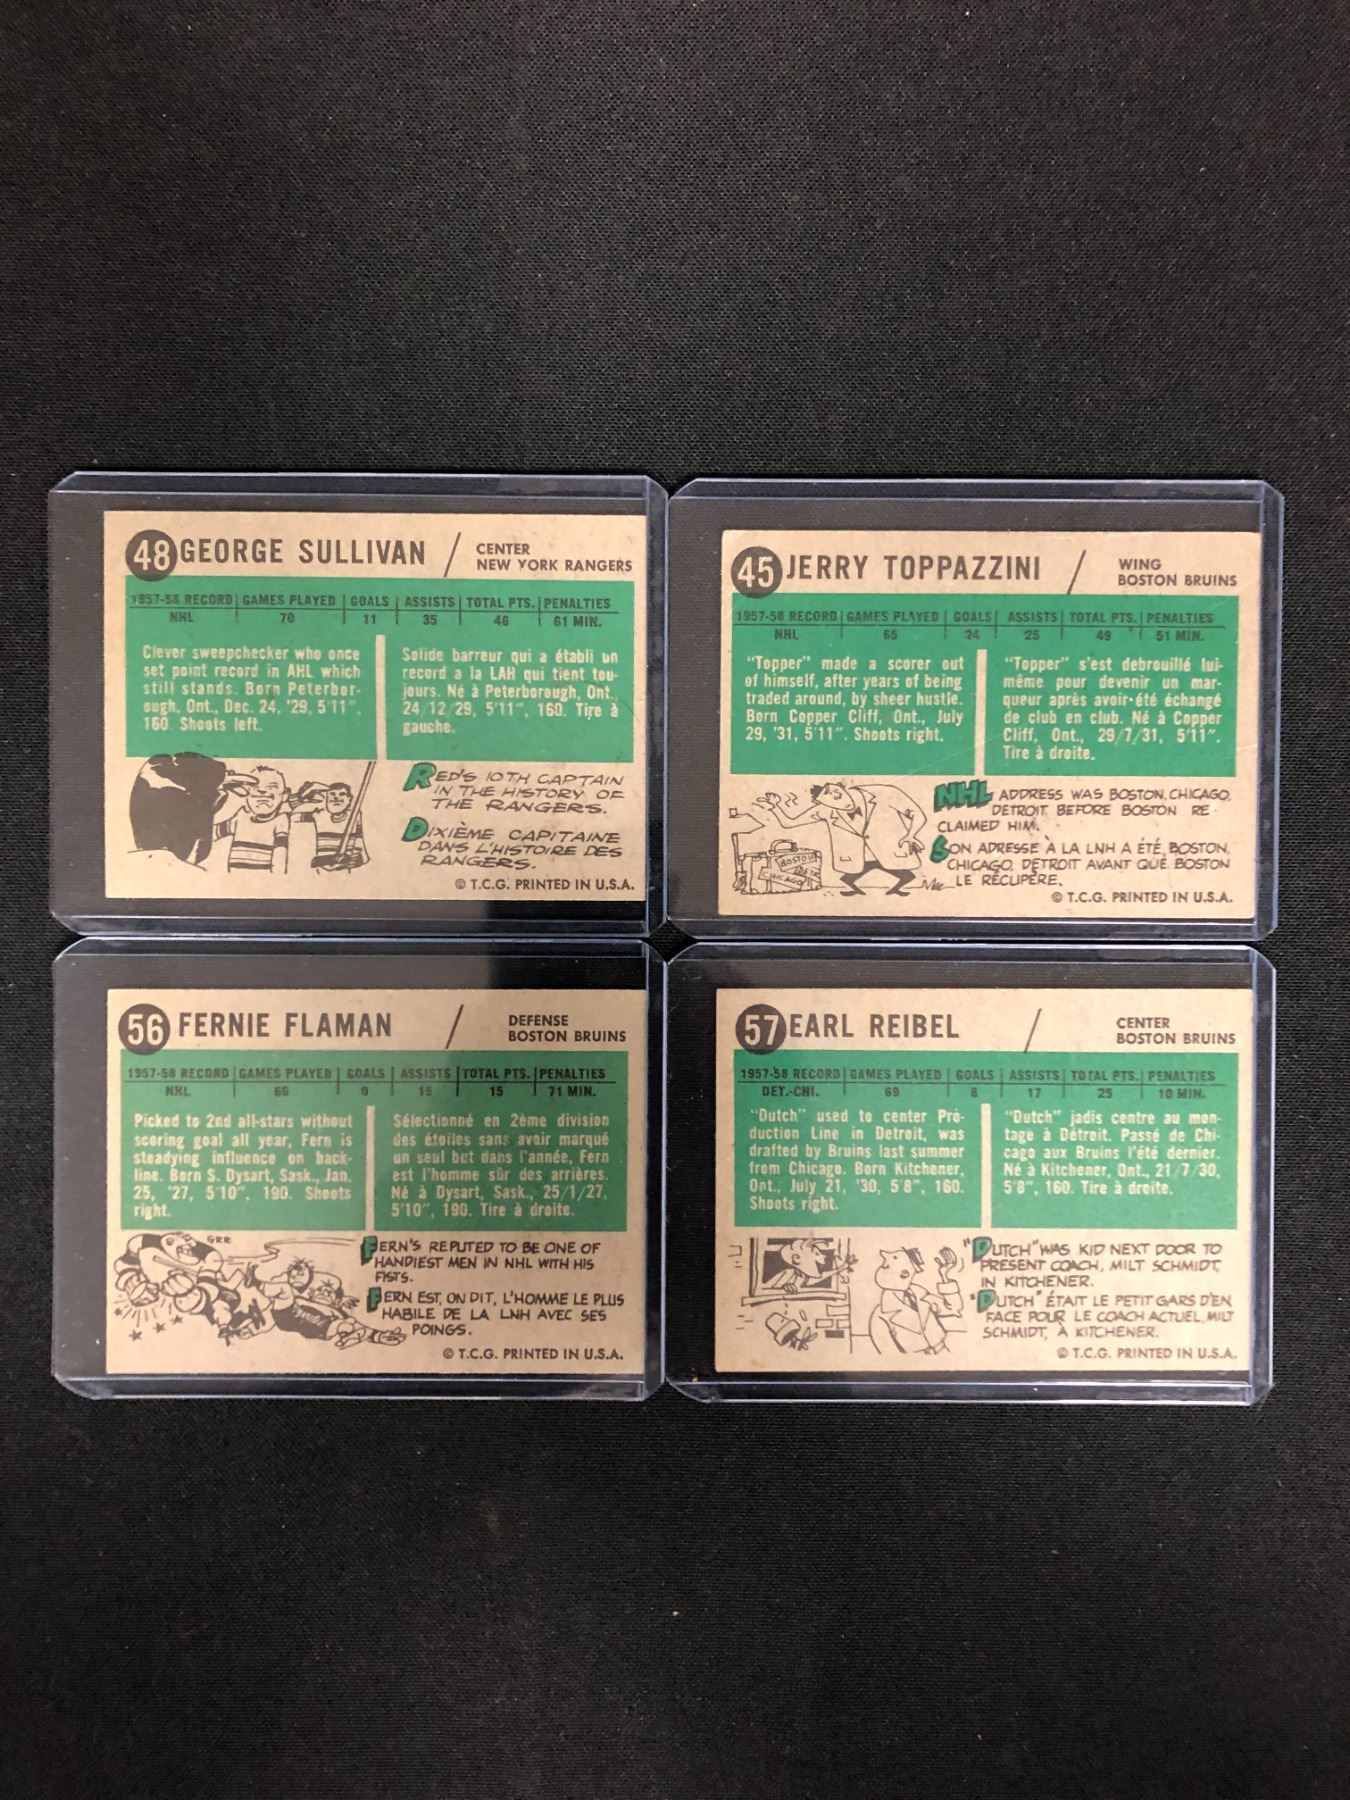 48 GEORGE SULLIVAN / CENTER
NEW YORK RANGERS
1957-58 RECORD GAMES PLAYED GOALS ASSISTS TOTAL PTS. PENALTIES
NHL 70 11 35 46 61 MIN.
Clever sweepchecker who once
set point record in AHL which
still stands. Born Peterbor-
ough, Ont., Dec. 24, '29, 5'11",
160. Shoots left.
Solide barreur qui a établi un
record a la LAH qui tient tou-
jours. Né à Peterborough, Ont.,
24/12/29, 5'11", 160. Tire à
gauche.
RED'S 10TH CAPTAIN
IN THE HISTORY OF
THE RANGERS.
DIXIÈME CAPITAINE
DANS L'HISTOIRE DES
RANGERS.
© T.C.G. PRINTED IN U.S.A.
45 JERRY TOPPAZZINI / WING
BOSTON BRUINS
1957-58 RECORD GAMES PLAYED GOALS ASSISTS TOTAL PTS. PENALTIES
NHL 65 24 25 49 51 MIN.
"Topper" made a scorer out
of himself, after years of being
traded around, by sheer hustle.
Born Copper Cliff, Ont., July
29, '31, 5'11". Shoots right.
"Topper" s'est debrouillé lui-
même pour devenir un mar-
queur après avoir été échangé
de club en club. Né à Copper
Cliff, Ont., 29/7/31, 5'11".
Tire à droite.
BOSTON
DETR
CHICAGO
NHL ADDRESS WAS BOSTON, CHICAGO,
DETROIT BEFORE BOSTON RE-
CLAIMED HIM.
SON ADRESSE À LA LNH A ÉTÉ, BOSTON,
CHICAGO, DETROIT AVANT QUE BOSTON
LE RÉCUPÈRE.
© T.C.G. PRINTED IN U.S.A.
56 FERNIE FLAMAN / DEFENSE
BOSTON BRUINS
1957-58 RECORD GAMES PLAYED GOALS ASSISTS TOTAL PTS. PENALTIES
NHL 66 0 15 15 71 MIN.
Picked to 2nd all-stars without
scoring goal all year, Fern is
steadying influence on back-
line. Born S. Dysart, Sask., Jan.
25, '27, 5'10", 190. Shoots
right.
Sélectionné en 2ème division
des étoiles sans avoir marqué
un seul but dans l'année, Fern
est l'homme sûr des arrières.
Né à Dysart, Sask., 25/1/27,
5'10", 190. Tire à droite.
GRR
FERN'S REPUTED TO BE ONE OF
HANDIEST MEN IN NHL WITH HIS
FISTS.
FERN EST, ON DIT, L'HOMME LE PLUS
HABILE DE LA LNH AVEC SES
POINGS.
© T.C.G. PRINTED IN U.S.A.
57 EARL REIBEL / CENTER
BOSTON BRUINS
1957-58 RECORD GAMES PLAYED GOALS ASSISTS TOTAL PTS. PENALTIES
DET.-CHI. 69 8 17 25 10 MIN.
"Dutch" used to center Pro-
duction Line in Detroit, was
drafted by Bruins last summer
from Chicago. Born Kitchener,
Ont., July 21, '30, 5'8", 160.
Shoots right.
"Dutch" jadis centre au mon-
tage à Détroit. Passé de Chi-
cago aux Bruins l'été dernier.
Né à Kitchener, Ont., 21/7/30,
5'8", 160. Tire à droite.
"DUTCH" WAS KID NEXT DOOR TO
PRESENT COACH, MILT SCHMIDT,
IN KITCHENER.
"DUTCH" ÉTAIT LE PETIT GARS D'EN
FACE POUR LE COACH ACTUEL, MILT
SCHMIDT, À KITCHENER.
© T.C.G. PRINTED IN U.S.A.